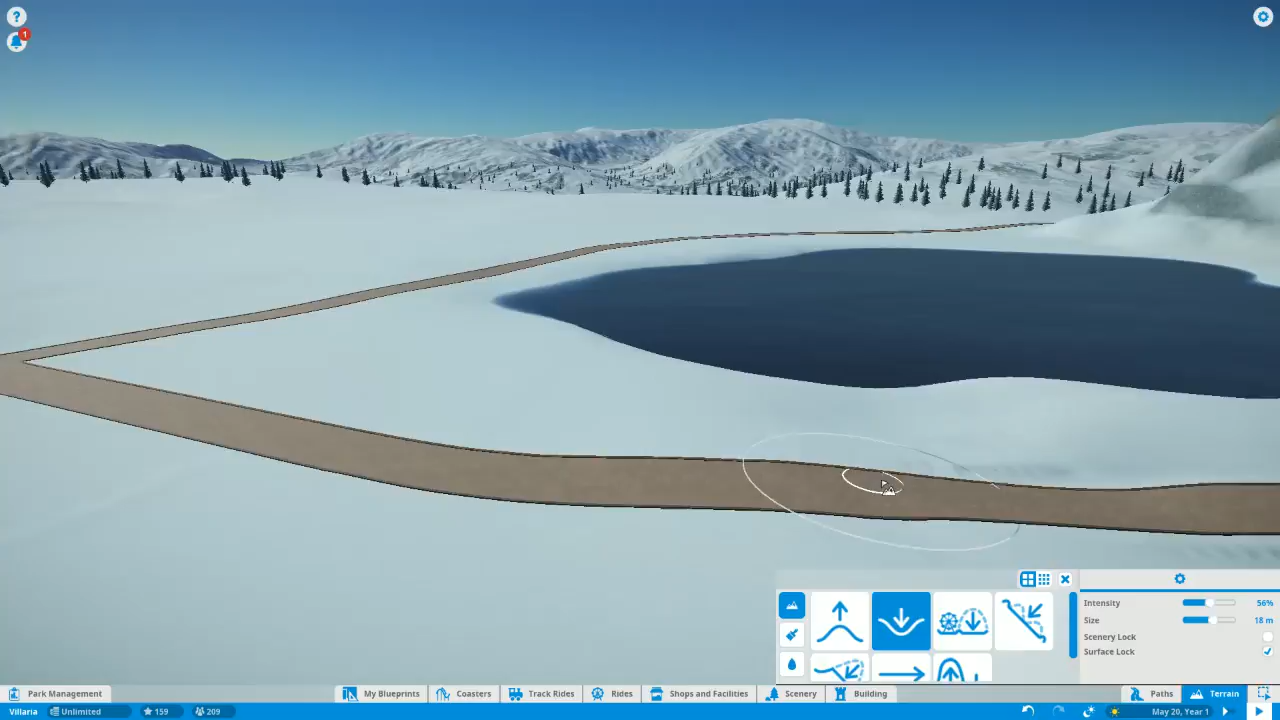 ?
1
Intensity 56%
Size 18 m
Scenery Lock
Surface Lock
Park Management My Blueprints Coasters Track Rides Rides Shops and Facilities Scenery Building Paths Terrain
Villaria Unlimited 159 209 May 20, Year 1